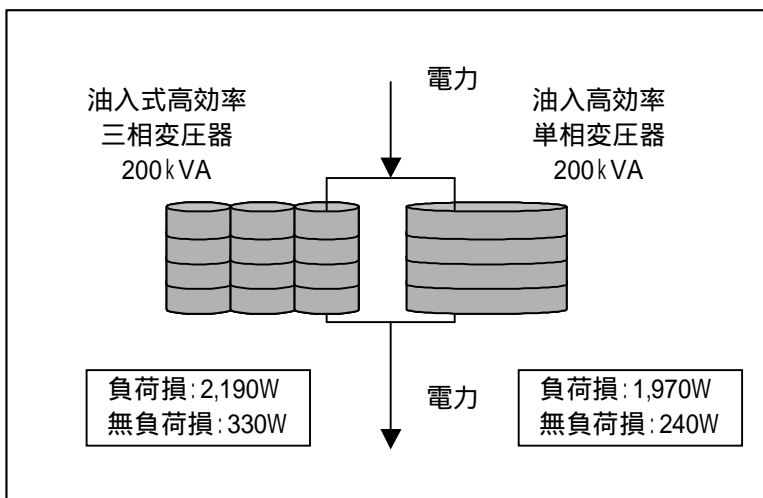 油入式高効率
三相変圧器
200kVA
電力
油入高効率
単相変圧器
200kVA
負荷損:2,190W
無負荷損:330W
電力
負荷損:1,970W
無負荷損:240W